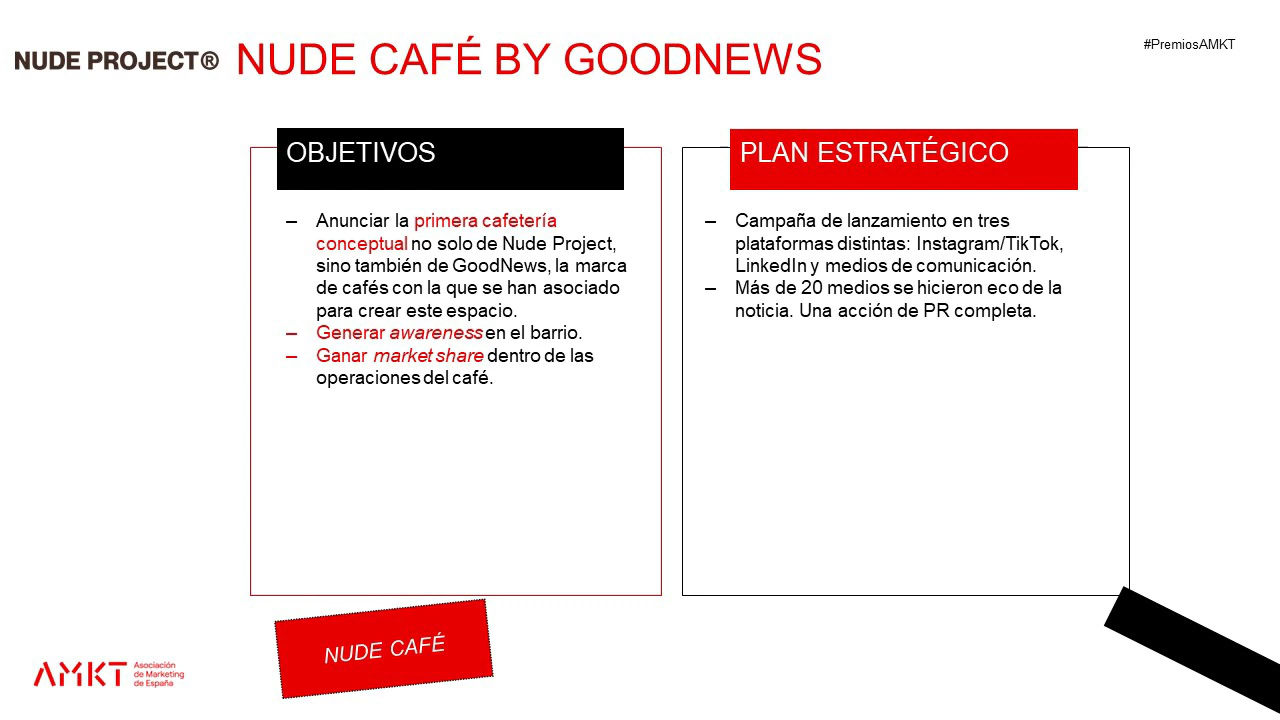 NUDE PROJECT® NUDE CAFÉ BY GOODNEWS
#PremiosAMKT
OBJETIVOS
– Anunciar la primera cafetería
conceptual no solo de Nude Project,
sino también de GoodNews, la marca
de cafés con la que se han asociado
para crear este espacio.
– Generar awareness en el barrio.
– Ganar market share dentro de las
operaciones del café.
PLAN ESTRATÉGICO
– Campaña de lanzamiento en tres
plataformas distintas: Instagram/TikTok,
LinkedIn y medios de comunicación.
– Más de 20 medios se hicieron eco de la
noticia. Una acción de PR completa.
NUDE CAFÉ
AMKT
Asociación
de Marketing
de España